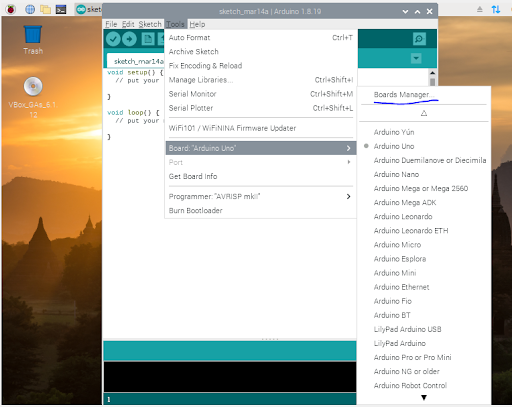 sk
sketch_mar14a | Arduino 1.8.19
File Edit Sketch Tools Help
Trash
VBox_GAs_6.1
12
sketch_mar14a
void setup() {
// put your

}
void loop() {
// put your

}
Auto Format Ctrl+T
Archive Sketch
Fix Encoding & Reload
Manage Libraries... Ctrl+Shift+I
Serial Monitor Ctrl+Shift+M
Serial Plotter Ctrl+Shift+L
WiFi101 / WiFiNINA Firmware Updater
Board: "Arduino Uno"
Port
Get Board Info
Programmer: "AVRISP mkII"
Burn Bootloader
Boards Manager...
Arduino Yún
Arduino Uno
Arduino Duemilanove or Diecimila
Arduino Nano
Arduino Mega or Mega 2560
Arduino Mega ADK
Arduino Leonardo
Arduino Leonardo ETH
Arduino Micro
Arduino Esplora
Arduino Mini
Arduino Ethernet
Arduino Fio
Arduino BT
LilyPad Arduino USB
LilyPad Arduino
Arduino Pro or Pro Mini
Arduino NG or older
Arduino Robot Control
1